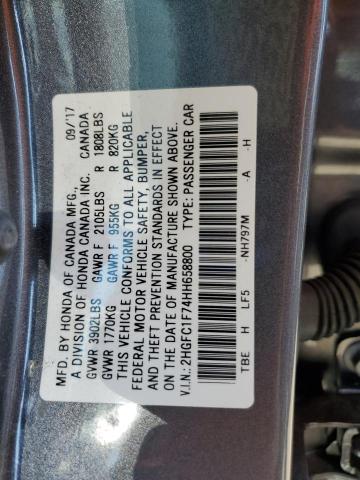 MFD. BY HONDA OF CANADA MFG., 09/17
A DIVISION OF HONDA CANADA INC. CANADA
GVWR 3902LBS GAWR F 2105LBS R 1808LBS
GVWR 1770KG GAWR F 955KG R 820KG
THIS VEHICLE CONFORMS TO ALL APPLICABLE
FEDERAL MOTOR VEHICLE SAFETY, BUMPER,
AND THEFT PREVENTION STANDARDS IN EFFECT
ON THE DATE OF MANUFACTURE SHOWN ABOVE.
V.I.N.: 2HGFC1F74HH658800 TYPE: PASSENGER CAR
TBE H LF5 -NH797M -A -H